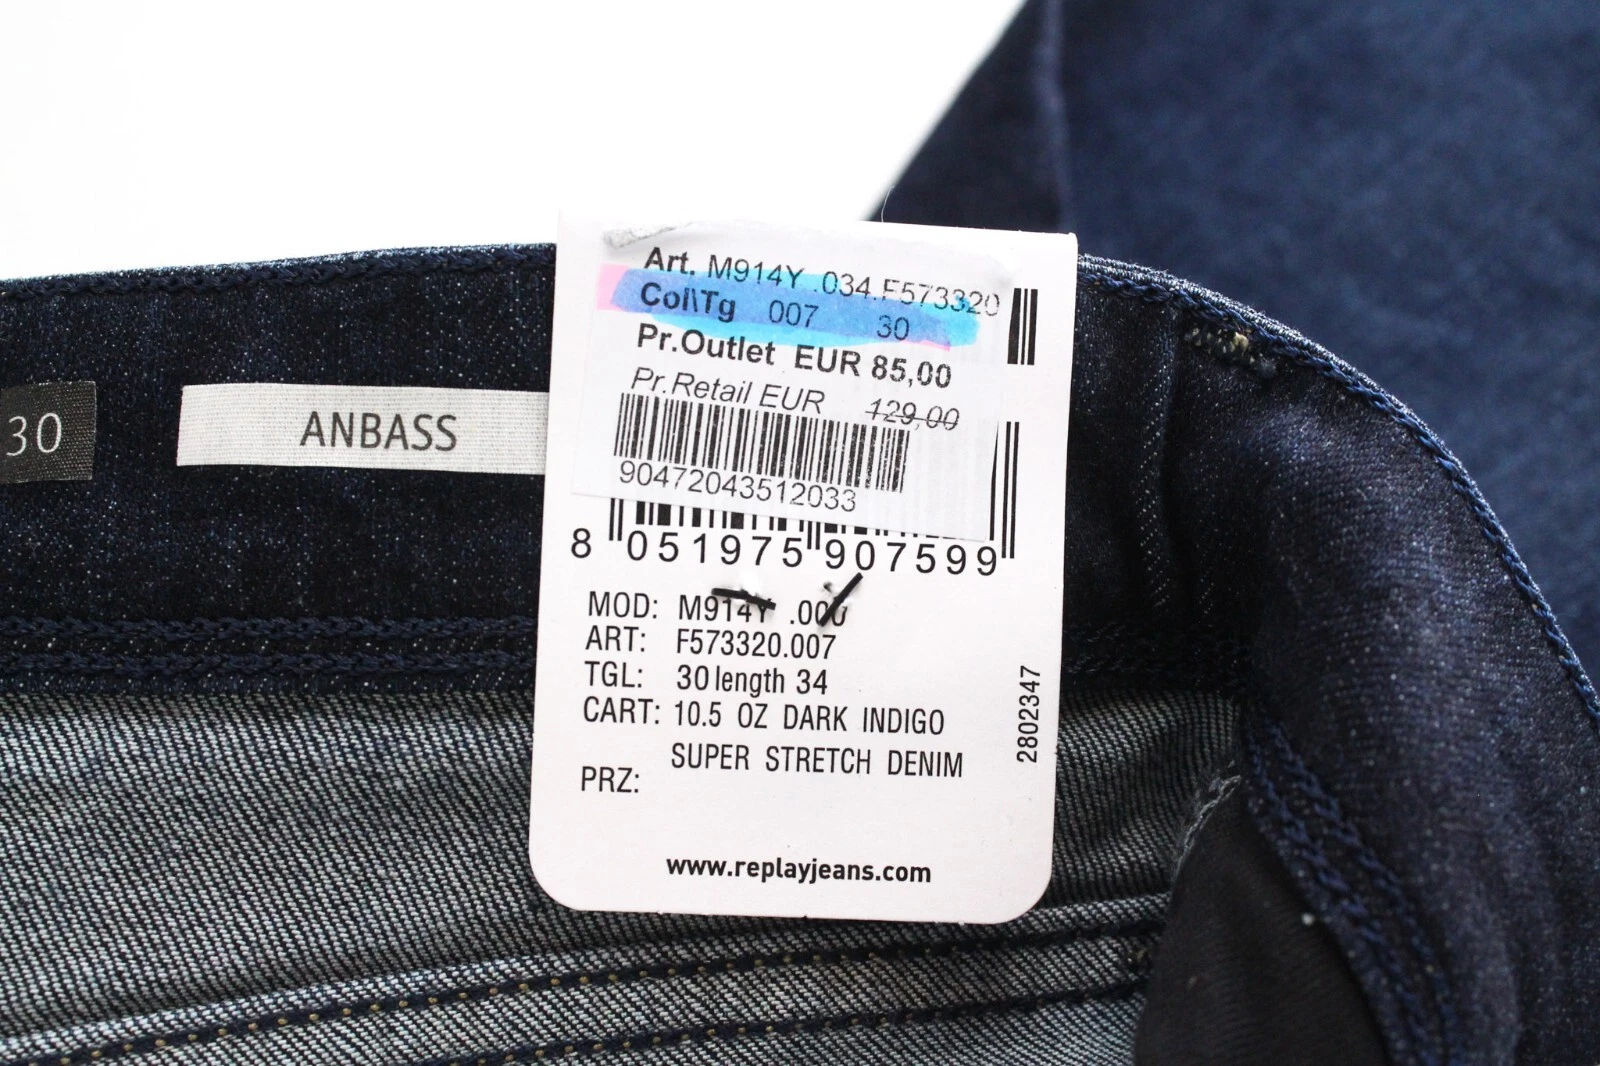 30
ANBASS
Art. M914Y .034.F573320
Col\Tg 007 30
Pr.Outlet EUR 85,00
Pr.Retail EUR 129,00
90472043512033
8 051975 907599
MOD: M914Y .000
ART: F573320.007
TGL: 30 length 34
CART: 10.5 OZ DARK INDIGO
SUPER STRETCH DENIM
PRZ:
2802347
www.replayjeans.com